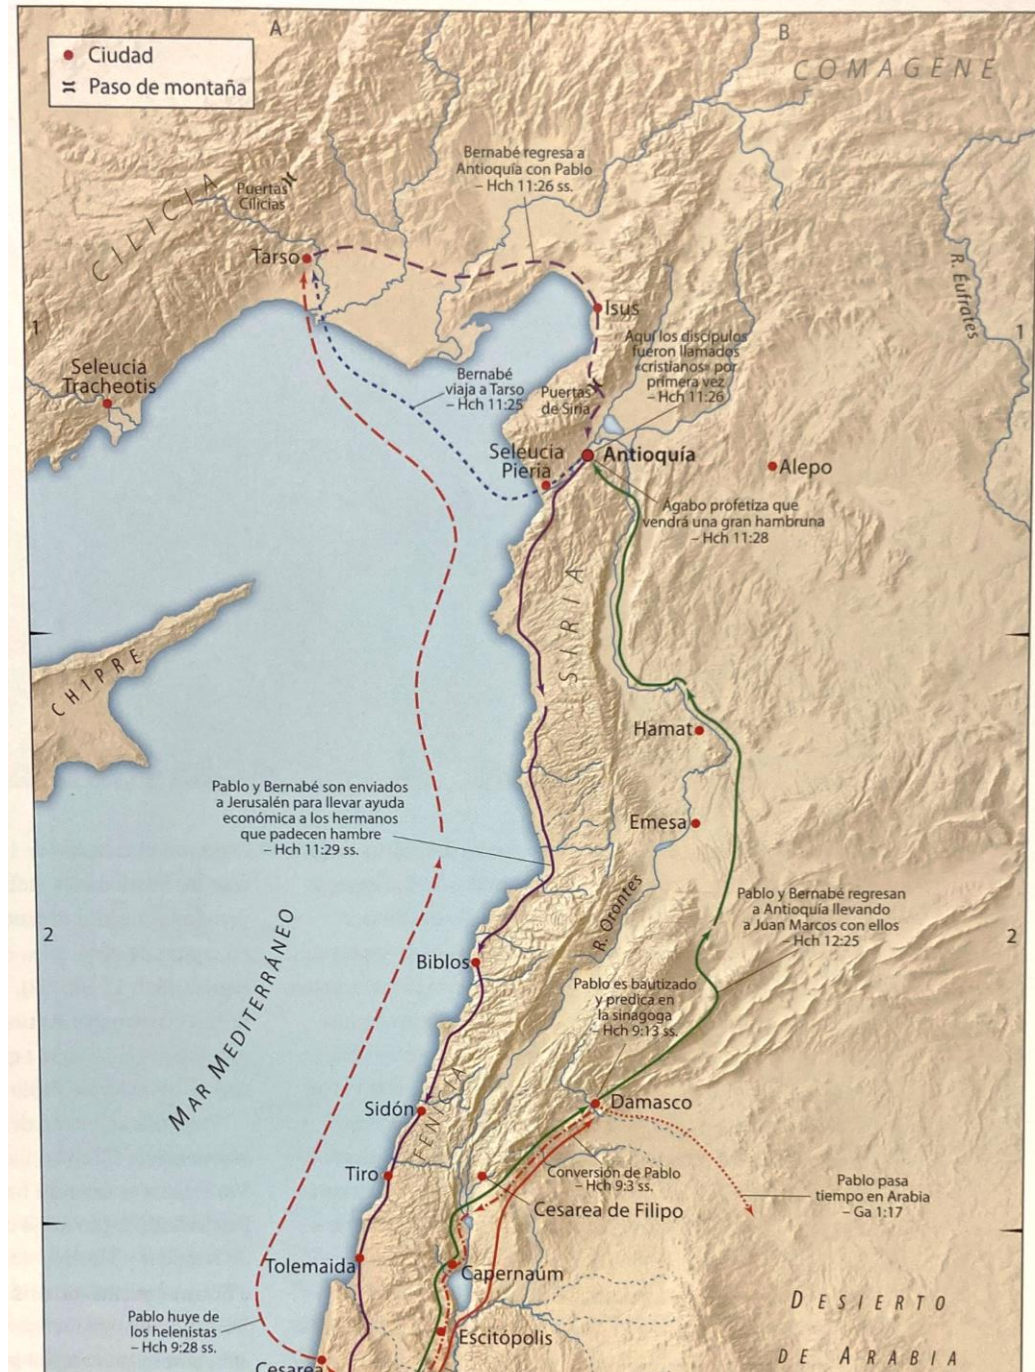 A
B
Ciudad
Paso de montaña
COMAGENE
Bernabé regresa a
Antioquía con Pablo
– Hch 11:26 ss.
Puertas
Cilicias
CILICIA
Tarso
R. Éufrates
Isus
1
1
Aquí los discípulos
fueron llamados
«cristianos» por
primera vez
– Hch 11:26
Seleucia
Tracheotis
Bernabé
viaja a Tarso
– Hch 11:25
Puertas
de Siria
Seleucia
Pieria
Antioquía
Alepo
Ágabo profetiza que
vendrá una gran hambruna
– Hch 11:28
SIRIA
CHIPRE
Hamat
Pablo y Bernabé son enviados
a Jerusalén para llevar ayuda
económica a los hermanos
que padecen hambre
– Hch 11:29 ss.
Emesa
R. Orontes
Pablo y Bernabé regresan
a Antioquía llevando
a Juan Marcos con ellos
– Hch 12:25
2
2
MAR MEDITERRÁNEO
Biblos
Pablo es bautizado
y predica en
la sinagoga
– Hch 9:13 ss.
Sidón
FENICIA
Damasco
Tiro
Conversión de Pablo
– Hch 9:3 ss.
Cesarea de Filipo
Pablo pasa
tiempo en Arabia
– Ga 1:17
Tolemaida
Capernaúm
Pablo huye de
los helenistas
– Hch 9:28 ss.
Escitópolis
DESIERTO
DE ARABIA
Cesarea